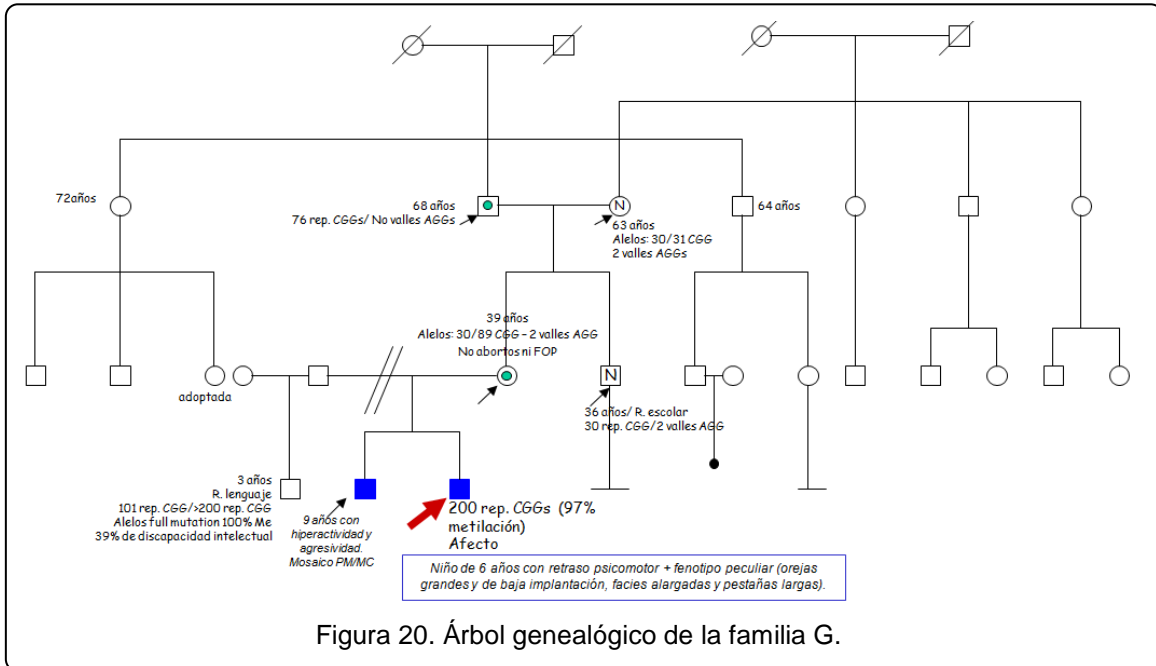 72años
68 años
76 rep. CGGs/ No valles AGGs
N
63 años
Alelos: 30/31 CGG
2 valles AGGs
64 años
39 años
Alelos: 30/89 CGG – 2 valles AGG
No abortos ni FOP
adoptada
N
36 años/ R. escolar
30 rep. CGG/2 valles AGG
3 años
R. lenguaje
101 rep. CGG/>200 rep. CGG
Alelos full mutation 100% Me
39% de discapacidad intelectual
9 años con
hiperactividad y
agresividad.
Mosaico PM/MC
200 rep. CGGs (97%
metilación)
Afecto
Niño de 6 años con retraso psicomotor + fenotipo peculiar (orejas
grandes y de baja implantación, facies alargadas y pestañas largas).
Figura 20. Árbol genealógico de la familia G.